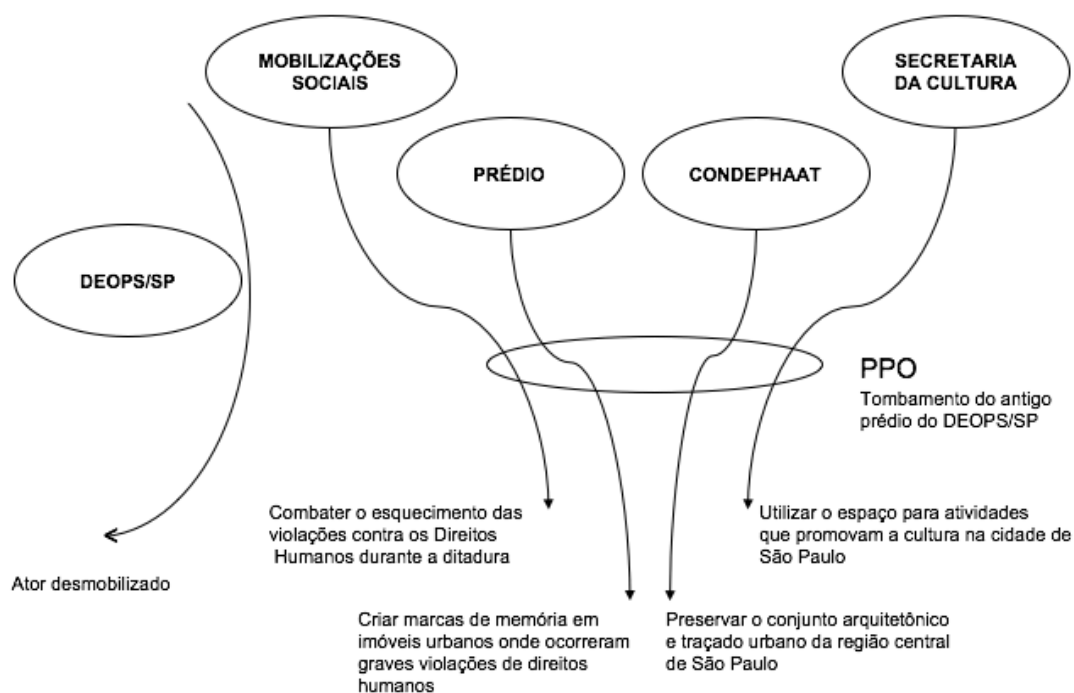 MOBILIZAÇÕES
SOCIAIS
SECRETARIA
DA CULTURA
PRÉDIO
CONDEPHAAT
DEOPS/SP
PPO
Tombamento do antigo
prédio do DEOPS/SP
Combater o esquecimento das
violações contra os Direitos
Humanos durante a ditadura
Utilizar o espaço para atividades
que promovam a cultura na cidade de
São Paulo
Ator desmobilizado
Criar marcas de memória em
imóveis urbanos onde ocorreram
graves violações de direitos
humanos
Preservar o conjunto arquitetônico
e traçado urbano da região central
de São Paulo